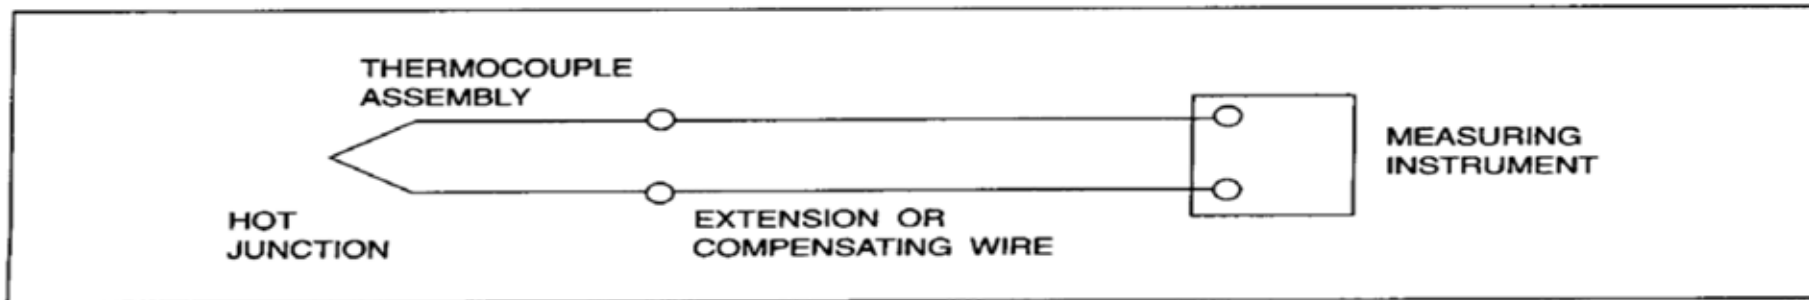 THERMOCOUPLE
ASSEMBLY
MEASURING
INSTRUMENT
HOT
JUNCTION
EXTENSION OR
COMPENSATING WIRE